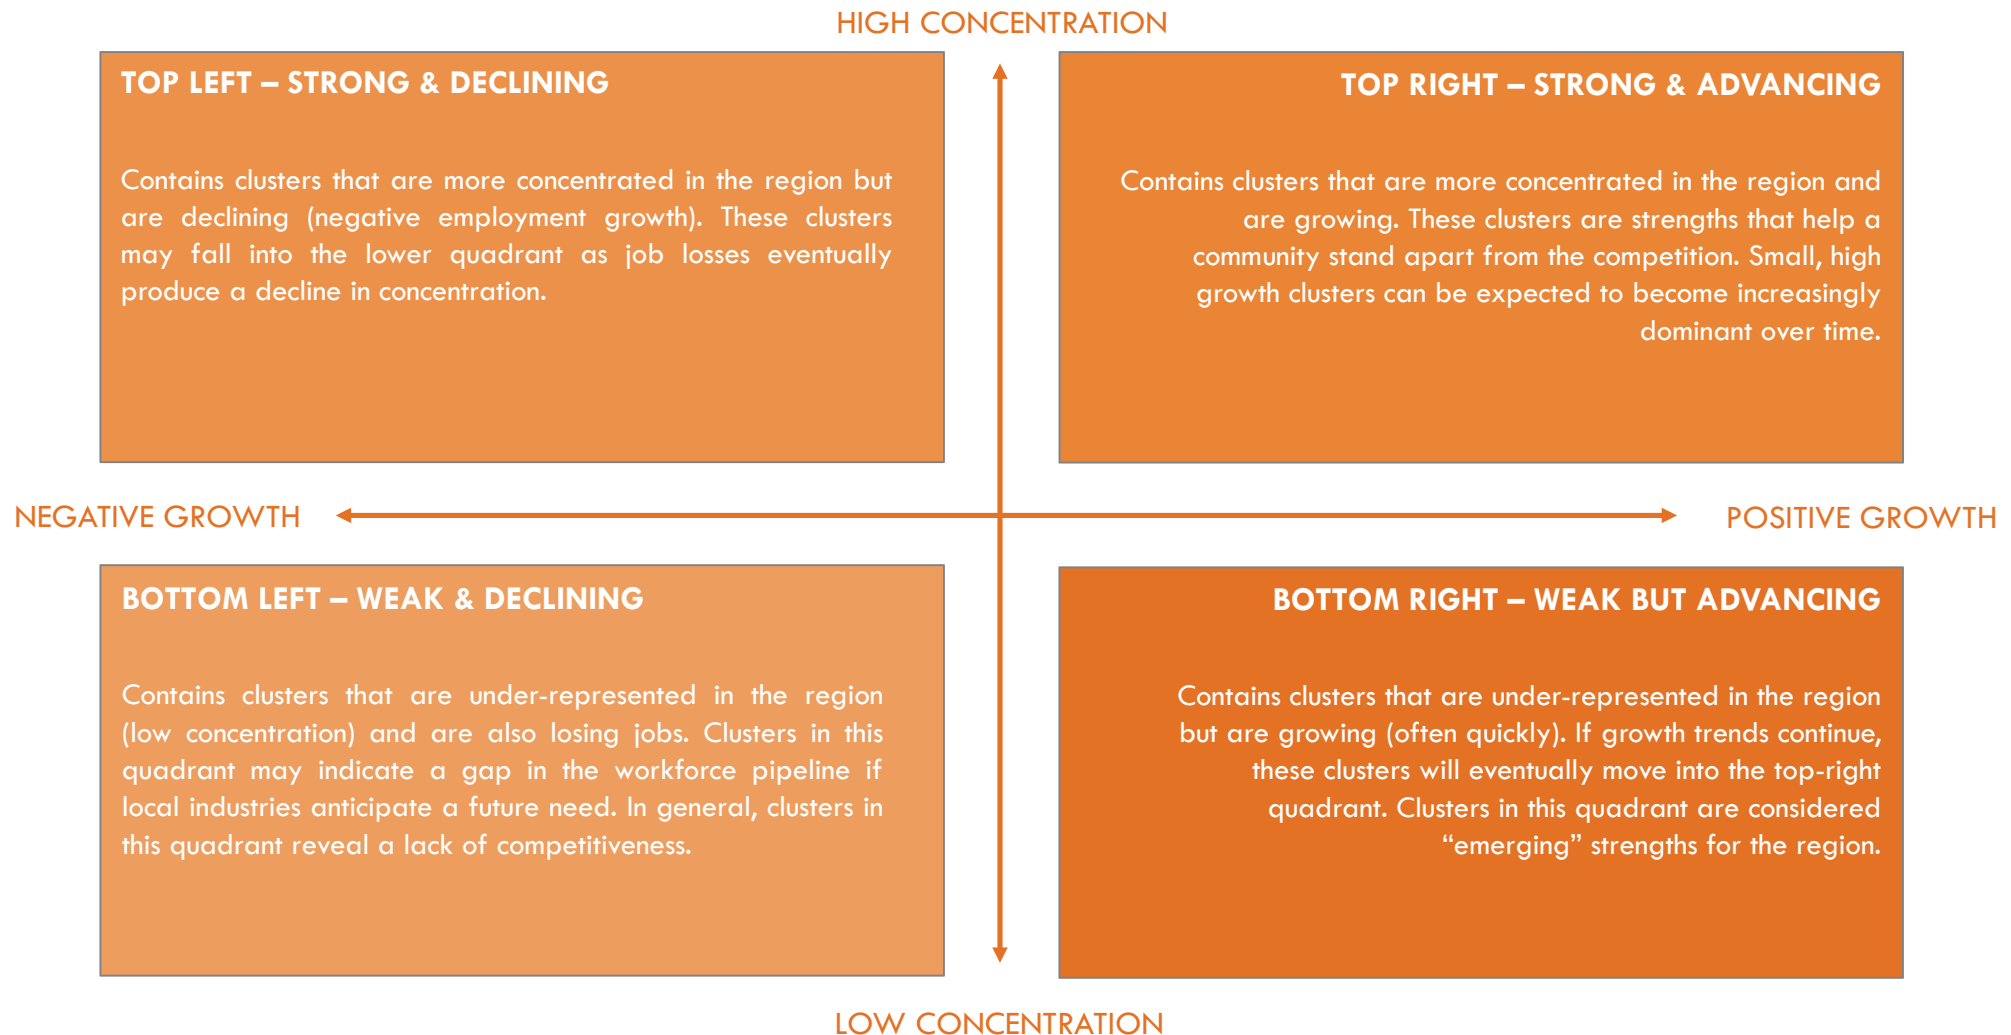 HIGH CONCENTRATION
TOP LEFT – STRONG & DECLINING
Contains clusters that are more concentrated in the region but
are declining (negative employment growth). These clusters
may fall into the lower quadrant as job losses eventually
produce a decline in concentration.
TOP RIGHT – STRONG & ADVANCING
Contains clusters that are more concentrated in the region and
are growing. These clusters are strengths that help a
community stand apart from the competition. Small, high
growth clusters can be expected to become increasingly
dominant over time.
NEGATIVE GROWTH
POSITIVE GROWTH
BOTTOM LEFT – WEAK & DECLINING
Contains clusters that are under-represented in the region
(low concentration) and are also losing jobs. Clusters in this
quadrant may indicate a gap in the workforce pipeline if
local industries anticipate a future need. In general, clusters in
this quadrant reveal a lack of competitiveness.
BOTTOM RIGHT – WEAK BUT ADVANCING
Contains clusters that are under-represented in the region
but are growing (often quickly). If growth trends continue,
these clusters will eventually move into the top-right
quadrant. Clusters in this quadrant are considered
“emerging” strengths for the region.
LOW CONCENTRATION